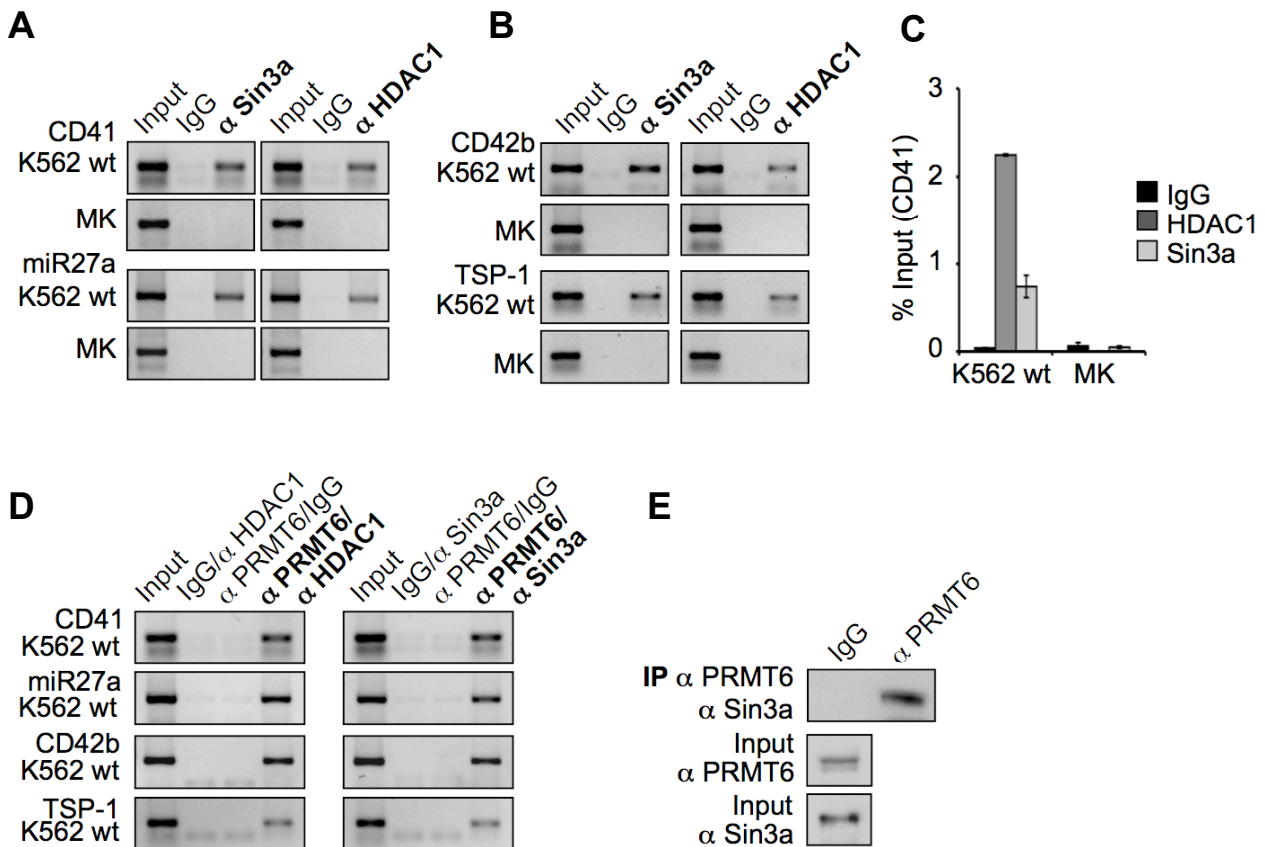 A
Input
IgG
α Sin3a
Input
IgG
α HDAC1
CD41
K562 wt
MK
miR27a
K562 wt
MK
B
Input
IgG
α Sin3a
Input
IgG
α HDAC1
CD42b
K562 wt
MK
TSP-1
K562 wt
MK
C
3
2
1
0
% Input (CD41)
K562 wt
MK
IgG
HDAC1
Sin3a
D
Input
IgG/α HDAC1
α PRMT6/IgG
α PRMT6/
α HDAC1
Input
IgG/α Sin3a
α PRMT6/IgG
α PRMT6/
α Sin3a
CD41
K562 wt
miR27a
K562 wt
CD42b
K562 wt
TSP-1
K562 wt
E
IgG
α PRMT6
IP α PRMT6
α Sin3a
Input
α PRMT6
Input
α Sin3a